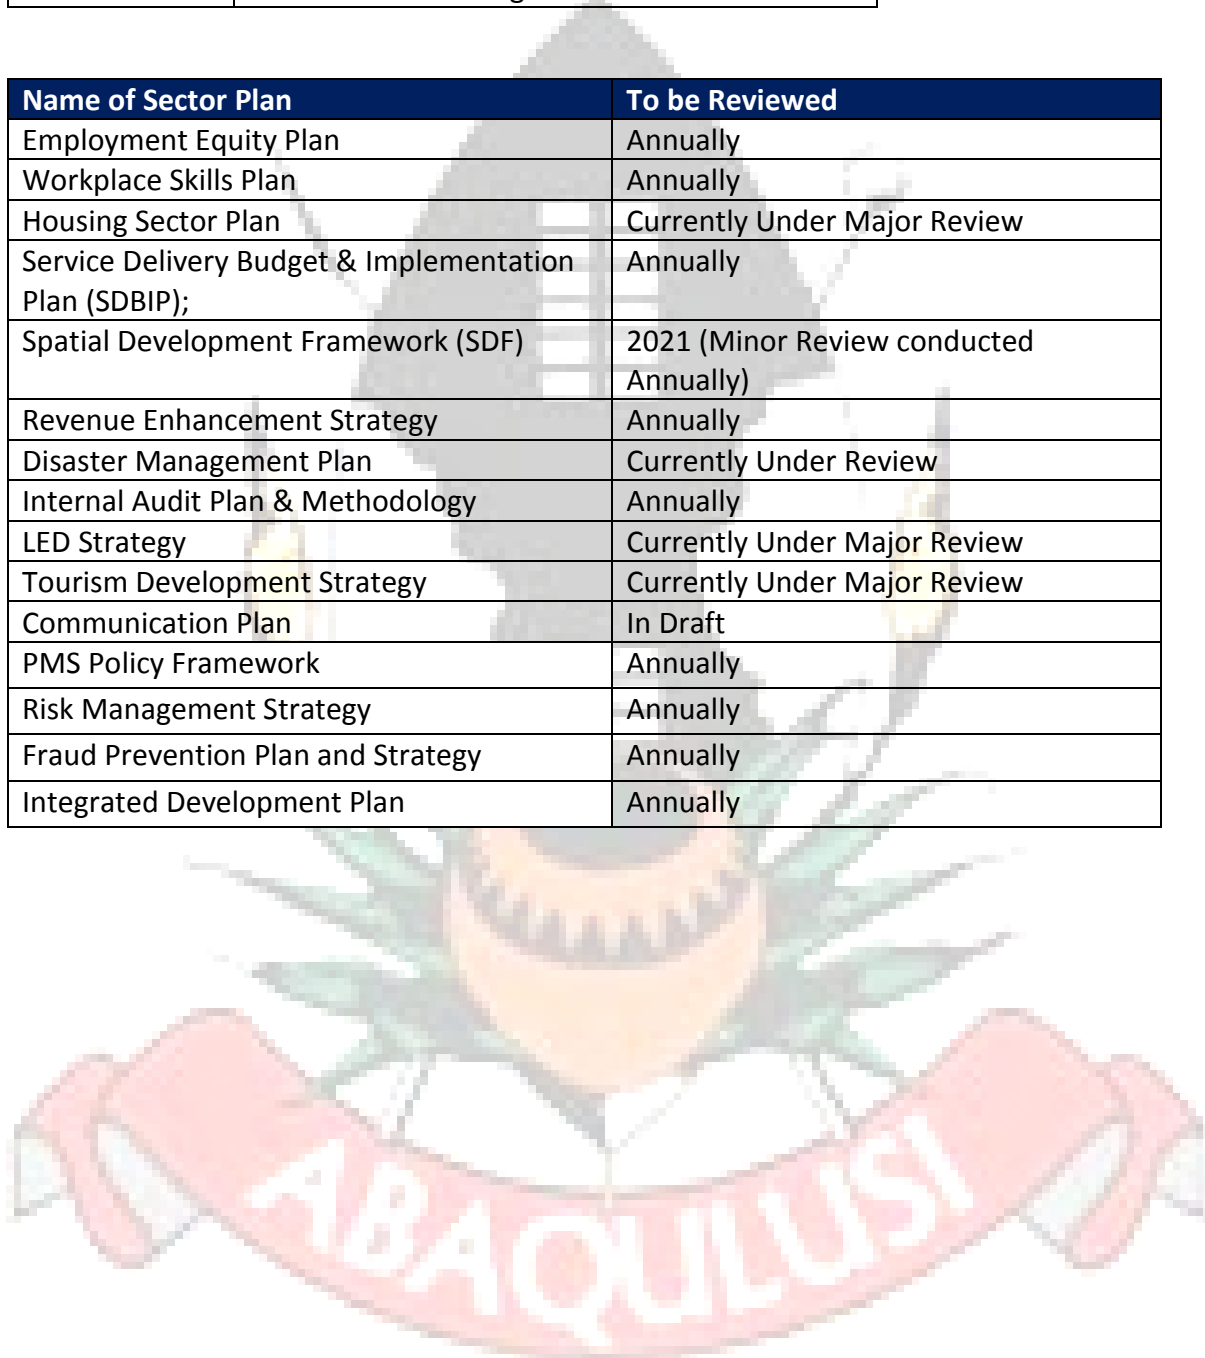 Name of Sector Plan To be Reviewed
Employment Equity Plan Annually
Workplace Skills Plan Annually
Housing Sector Plan Currently Under Major Review
Service Delivery Budget & Implementation Annually
Plan (SDBIP);
Spatial Development Framework (SDF) 2021 (Minor Review conducted
Annually)
Revenue Enhancement Strategy Annually
Disaster Management Plan Currently Under Review
Internal Audit Plan & Methodology Annually
LED Strategy Currently Under Major Review
Tourism Development Strategy Currently Under Major Review
Communication Plan In Draft
PMS Policy Framework Annually
Risk Management Strategy Annually
Fraud Prevention Plan and Strategy Annually
Integrated Development Plan Annually
ABAQULUSI